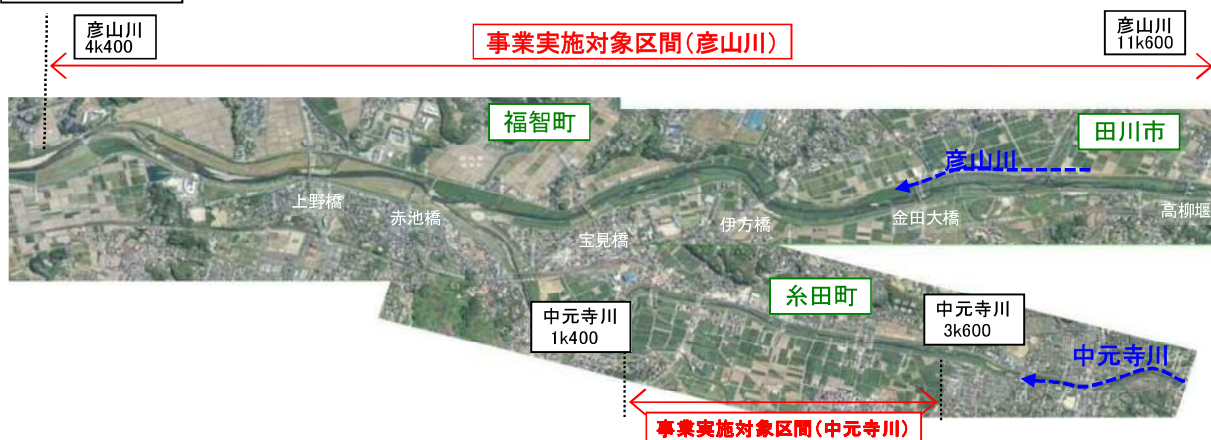 彦山川
4k400
事業実施対象区間(彦山川)
彦山川
11k600
福智町
田川市
彦山川
上野橋
赤池橋
宝見橋
伊方橋
金田大橋
高柳堰
糸田町
中元寺川
1k400
中元寺川
3k600
中元寺川
事業実施対象区間(中元寺川)